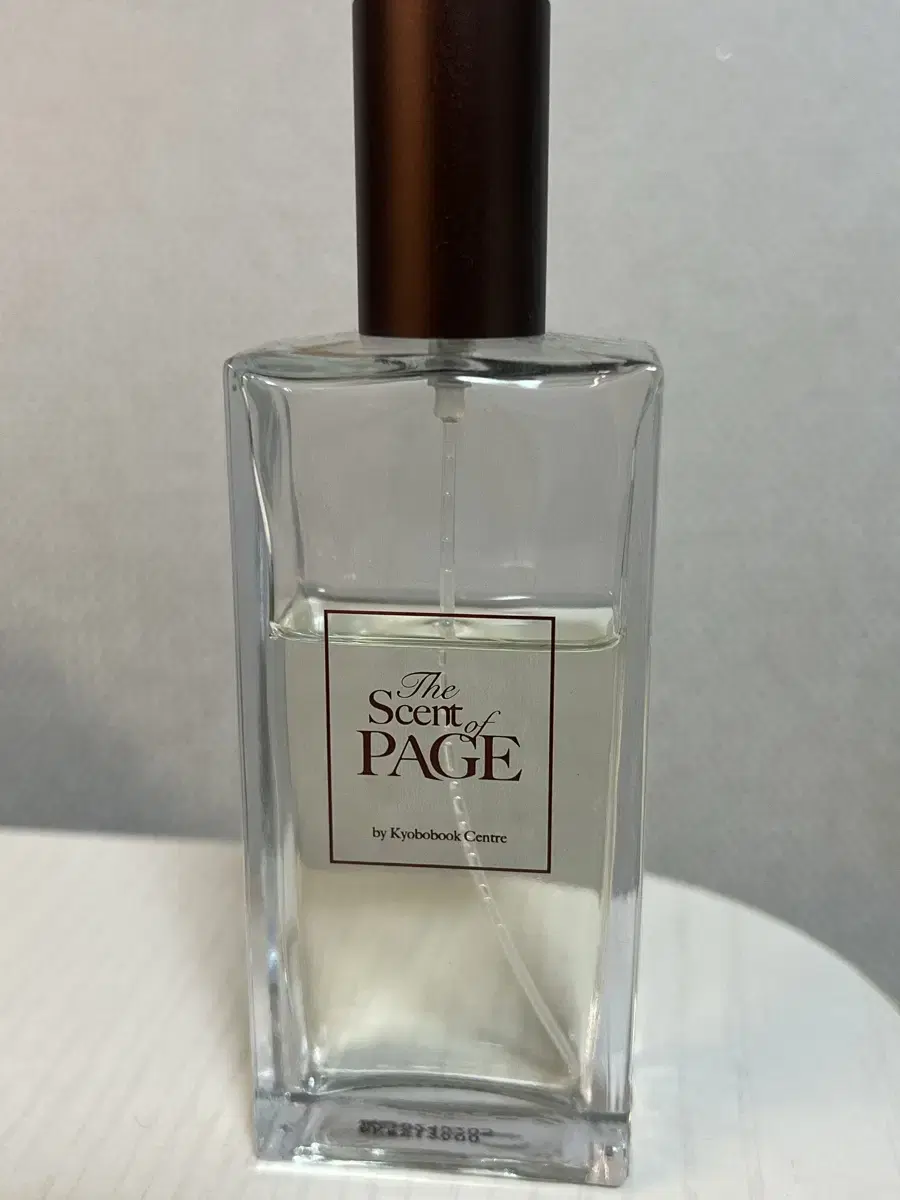 The
Scent of
PAGE
by Kyobobook Centre